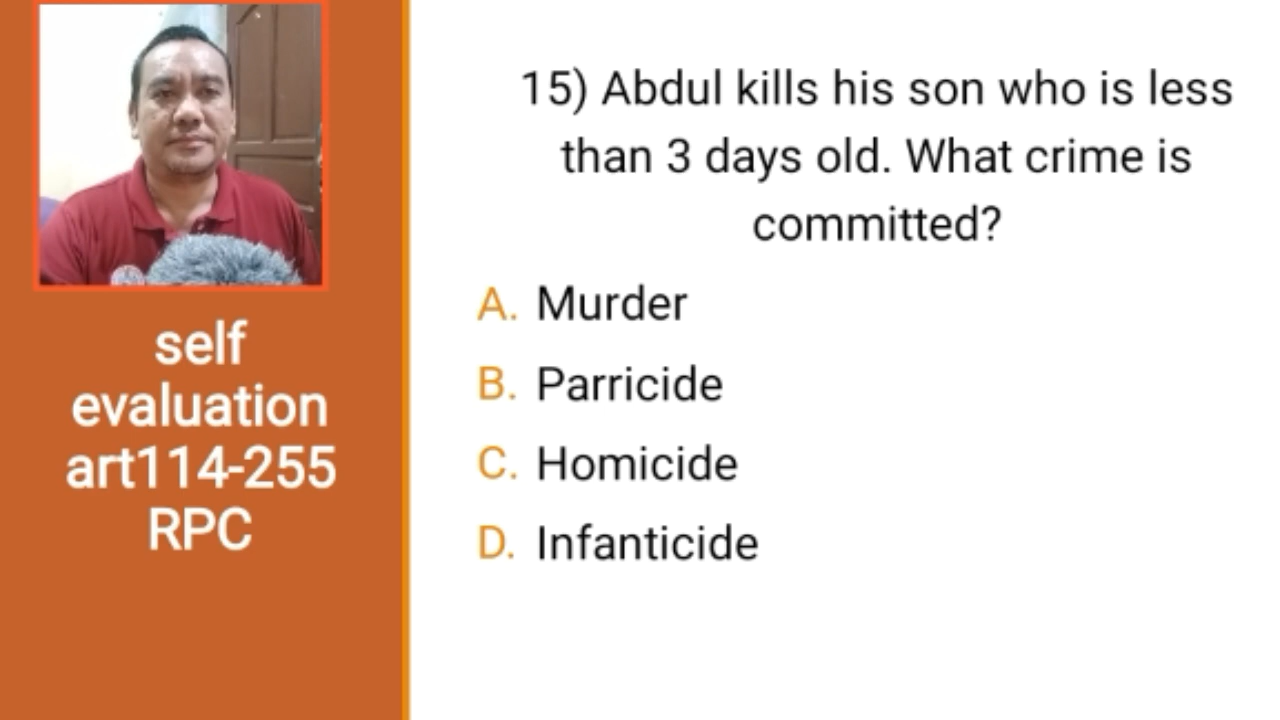 self
evaluation
art114-255
RPC
15) Abdul kills his son who is less
than 3 days old. What crime is
committed?
A. Murder
B. Parricide
C. Homicide
D. Infanticide